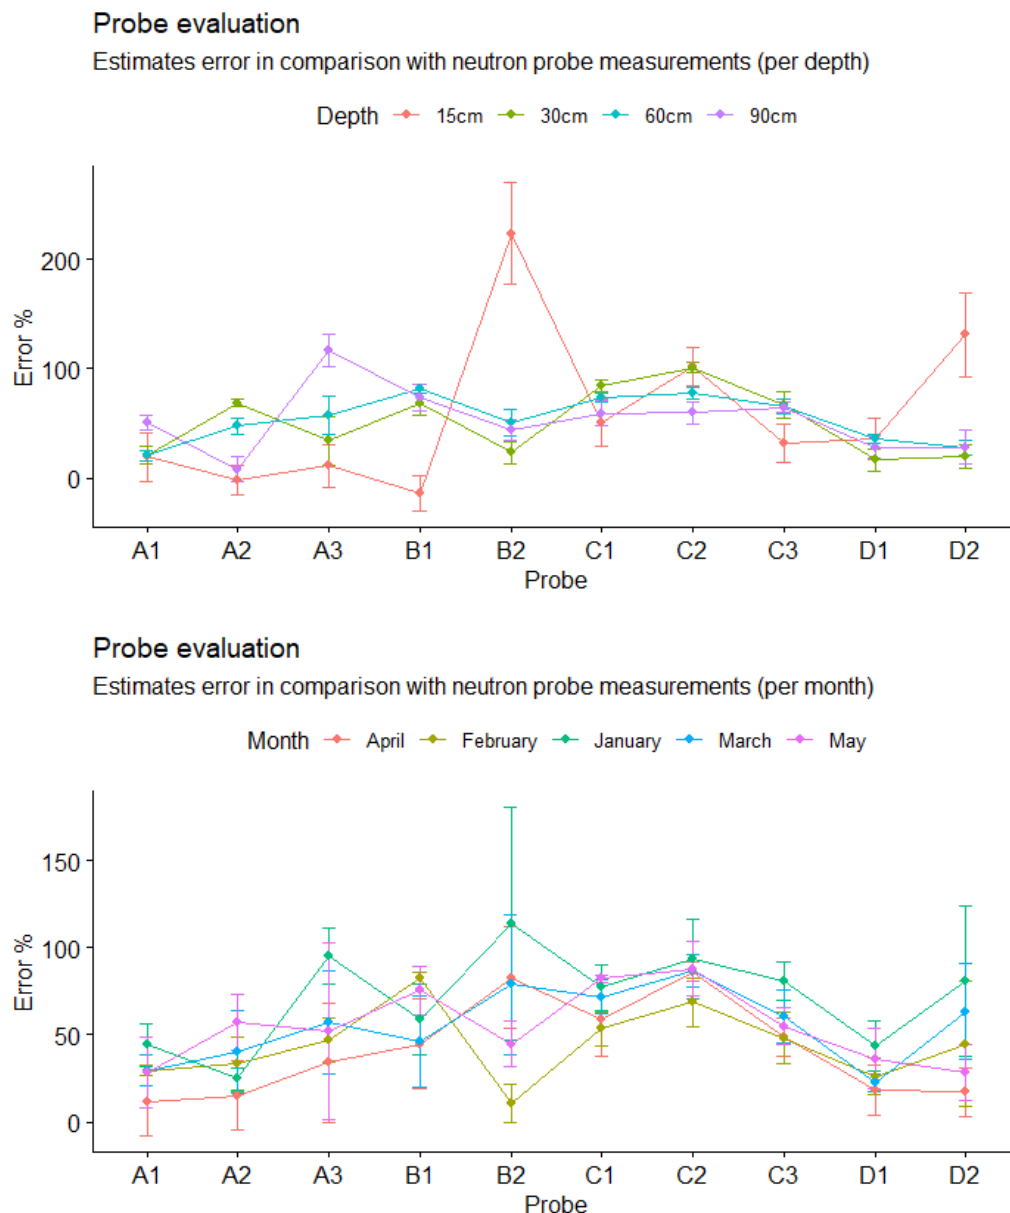 Probe evaluation
Estimates error in comparison with neutron probe measurements (per depth)
Depth 15cm 30cm 60cm 90cm
Error %
200
100
0
A1 A2 A3 B1 B2 C1 C2 C3 D1 D2
Probe
Probe evaluation
Estimates error in comparison with neutron probe measurements (per month)
Month April February January March May
Error %
150
100
50
0
A1 A2 A3 B1 B2 C1 C2 C3 D1 D2
Probe